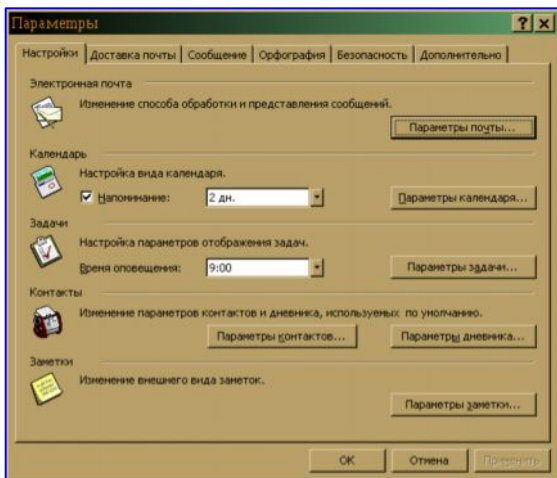 Параметры
Настройки Доставка почты Сообщение Орфография Безопасность Дополнительно
Электронная почта
Изменение способа обработки и представления сообщений.
Параметры почты...
Календарь
Настройка вида календаря.
Напоминание: 2 дн. Параметры календаря...
Задачи
Настройка параметров отображения задач.
Время оповещения: 9:00 Параметры задачи...
Контакты
Изменение параметров контактов и дневника, используемых по умолчанию.
Параметры контактов... Параметры дневника...
Заметки
Изменение внешнего вида заметок.
Параметры заметки...
ОК Отмена Применить